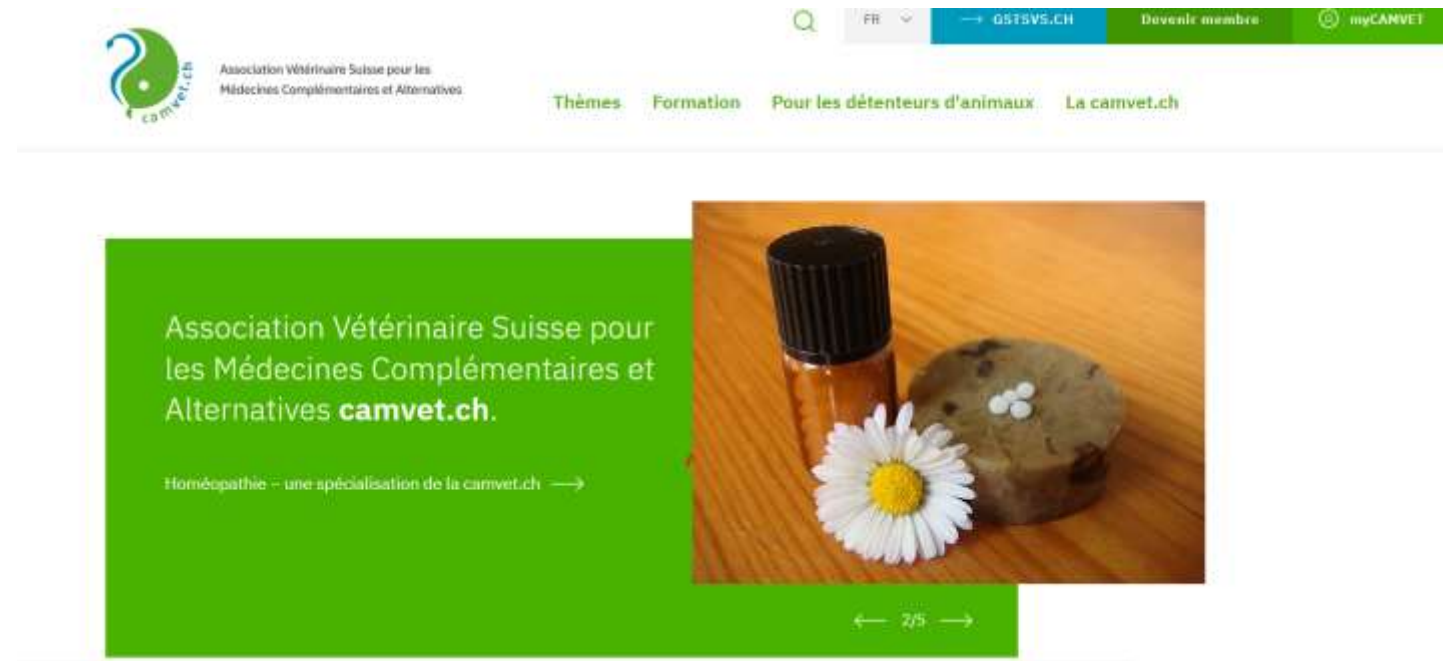 FR
→ GSTSVS.CH
Devenir membre
myCAMVET
camvet.ch
Association Vétérinaire Suisse pour les
Médecines Complémentaires et Alternatives
Thèmes
Formation
Pour les détenteurs d'animaux
La camvet.ch
Association Vétérinaire Suisse pour
les Médecines Complémentaires et
Alternatives camvet.ch.
Homéopathie – une spécialisation de la camvet.ch →
← 2/5 →